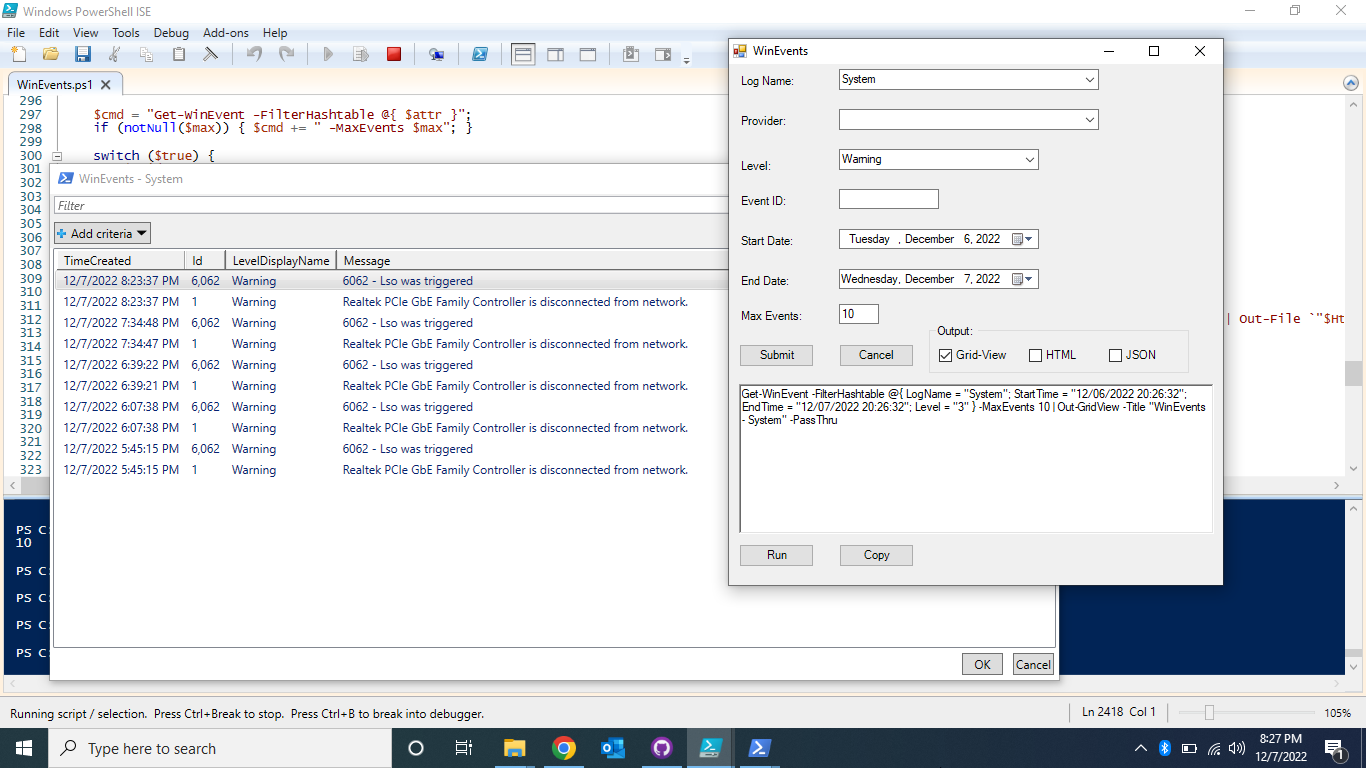 Windows PowerShell ISE
File Edit View Tools Debug Add-ons Help
WinEvents.ps1
296
297 $cmd = "Get-WinEvent -FilterHashtable @{ $attr }";
298 if (notNull($max)) { $cmd += " -MaxEvents $max"; }
299
300 switch ($true) {
301
302
303
304
305
306
307
308
309
310
311
312 | Out-File `"$Ht
313
314
315
316
317
318
319
320
321
322
323
WinEvents - System
Filter
Add criteria
TimeCreated Id LevelDisplayName Message
12/7/2022 8:23:37 PM 6,062 Warning 6062 - Lso was triggered
12/7/2022 8:23:37 PM 1 Warning Realtek PCIe GbE Family Controller is disconnected from network.
12/7/2022 7:34:48 PM 6,062 Warning 6062 - Lso was triggered
12/7/2022 7:34:47 PM 1 Warning Realtek PCIe GbE Family Controller is disconnected from network.
12/7/2022 6:39:22 PM 6,062 Warning 6062 - Lso was triggered
12/7/2022 6:39:21 PM 1 Warning Realtek PCIe GbE Family Controller is disconnected from network.
12/7/2022 6:07:38 PM 6,062 Warning 6062 - Lso was triggered
12/7/2022 6:07:38 PM 1 Warning Realtek PCIe GbE Family Controller is disconnected from network.
12/7/2022 5:45:15 PM 6,062 Warning 6062 - Lso was triggered
12/7/2022 5:45:15 PM 1 Warning Realtek PCIe GbE Family Controller is disconnected from network.
OK Cancel
WinEvents
Log Name: System
Provider:
Level: Warning
Event ID:
Start Date: Tuesday , December 6, 2022
End Date: Wednesday, December 7, 2022
Max Events: 10
Output:
Submit Cancel Grid-View HTML JSON
Get-WinEvent -FilterHashtable @{ LogName = "System"; StartTime = "12/06/2022 20:26:32";
EndTime = "12/07/2022 20:26:32"; Level = "3" } -MaxEvents 10 | Out-GridView -Title "WinEvents
- System" -PassThru
Run Copy
PS C:
10
PS C:
PS C:
PS C:
PS C:
Running script / selection. Press Ctrl+Break to stop. Press Ctrl+B to break into debugger.
Ln 2418 Col 1 105%
Type here to search
8:27 PM
12/7/2022
1